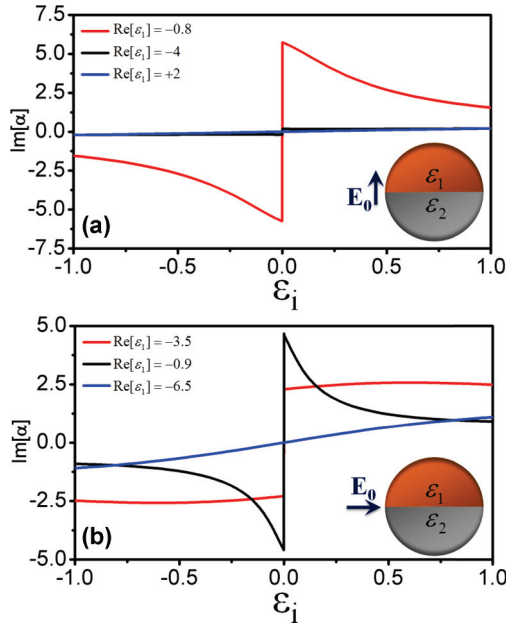 7.5
5.0
2.5
0.0
-2.5
-5.0
7.5
Im[α]
Re[ε₁] = −0.8
Re[ε₁] = −4
Re[ε₁] = +2
ε₁
ε₂
E₀
(a)
-1.0 -0.5 0.0 0.5 1.0
εᵢ
5.0
2.5
0.0
-2.5
-5.0
Im[α]
Re[ε₁] = −3.5
Re[ε₁] = −0.9
Re[ε₁] = −6.5
ε₁
ε₂
E₀
(b)
-1.0 -0.5 0.0 0.5 1.0
εᵢ